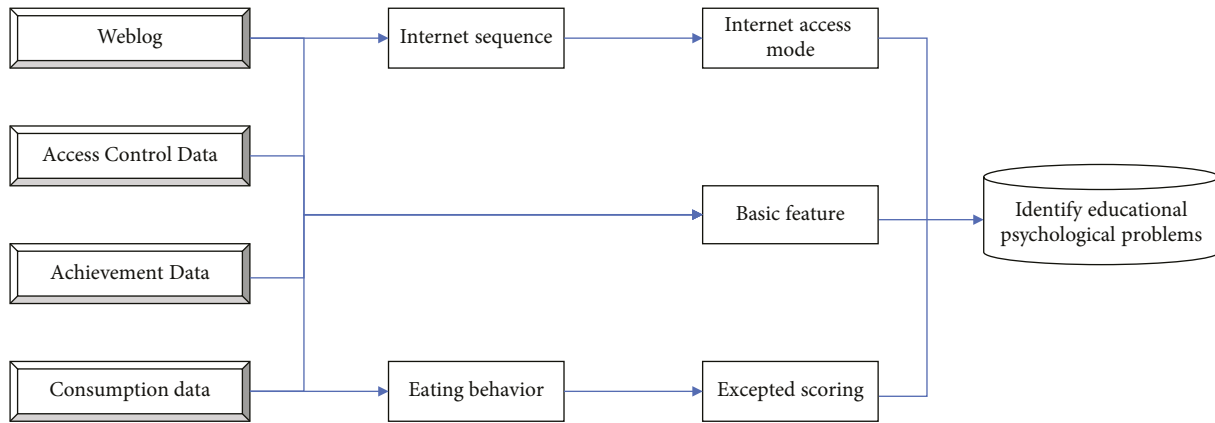 Weblog
Internet sequence
Internet access
mode
Access Control Data
Basic feature
Identify educational
psychological problems
Achievement Data
Consumption data
Eating behavior
Excepted scoring